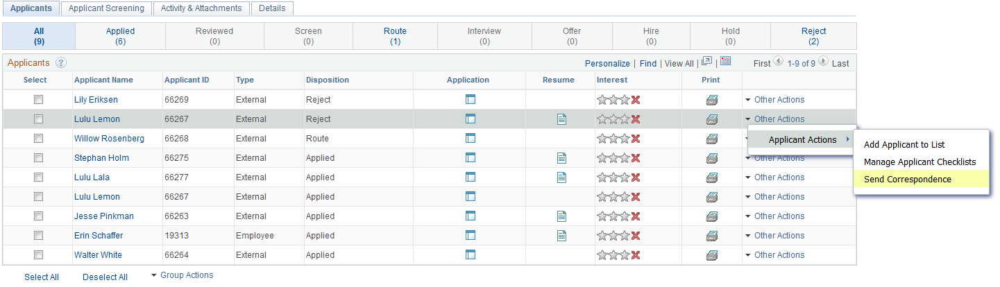 Applicants Applicant Screening Activity & Attachments Details
All Applied Reviewed Screen Route Interview Offer Hire Hold Reject
(9) (6) (0) (0) (1) (0) (0) (0) (0) (2)
Applicants ? Personalize | Find | View All | | First 1-9 of 9 Last
Select Applicant Name Applicant ID Type Disposition Application Resume Interest Print
Lily Eriksen 66269 External Reject Other Actions
Lulu Lemon 66267 External Reject Other Actions
Willow Rosenberg 66268 External Route Applicant Actions Add Applicant to List
Stephan Holm 66275 External Applied Other Actions Manage Applicant Checklists
Lulu Lala 66277 External Applied Other Actions Send Correspondence
Lulu Lemon 66267 External Applied Other Actions
Jesse Pinkman 66263 External Applied Other Actions
Erin Schaffer 19313 Employee Applied Other Actions
Walter White 66264 External Applied Other Actions
Select All Deselect All Group Actions